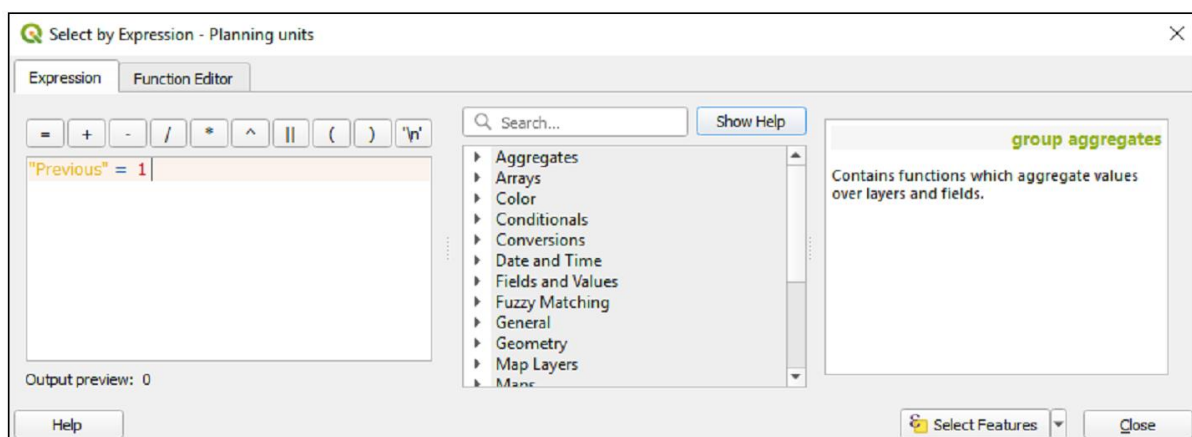 Select by Expression - Planning units
Expression
Function Editor
= + - / * ^ || ( ) '\n'
"Previous" = 1
Output preview: 0
Search...
Show Help
Aggregates
Arrays
Color
Conditionals
Conversions
Date and Time
Fields and Values
Fuzzy Matching
General
Geometry
Map Layers
Maps
group aggregates
Contains functions which aggregate values
over layers and fields.
Help
Select Features
Close